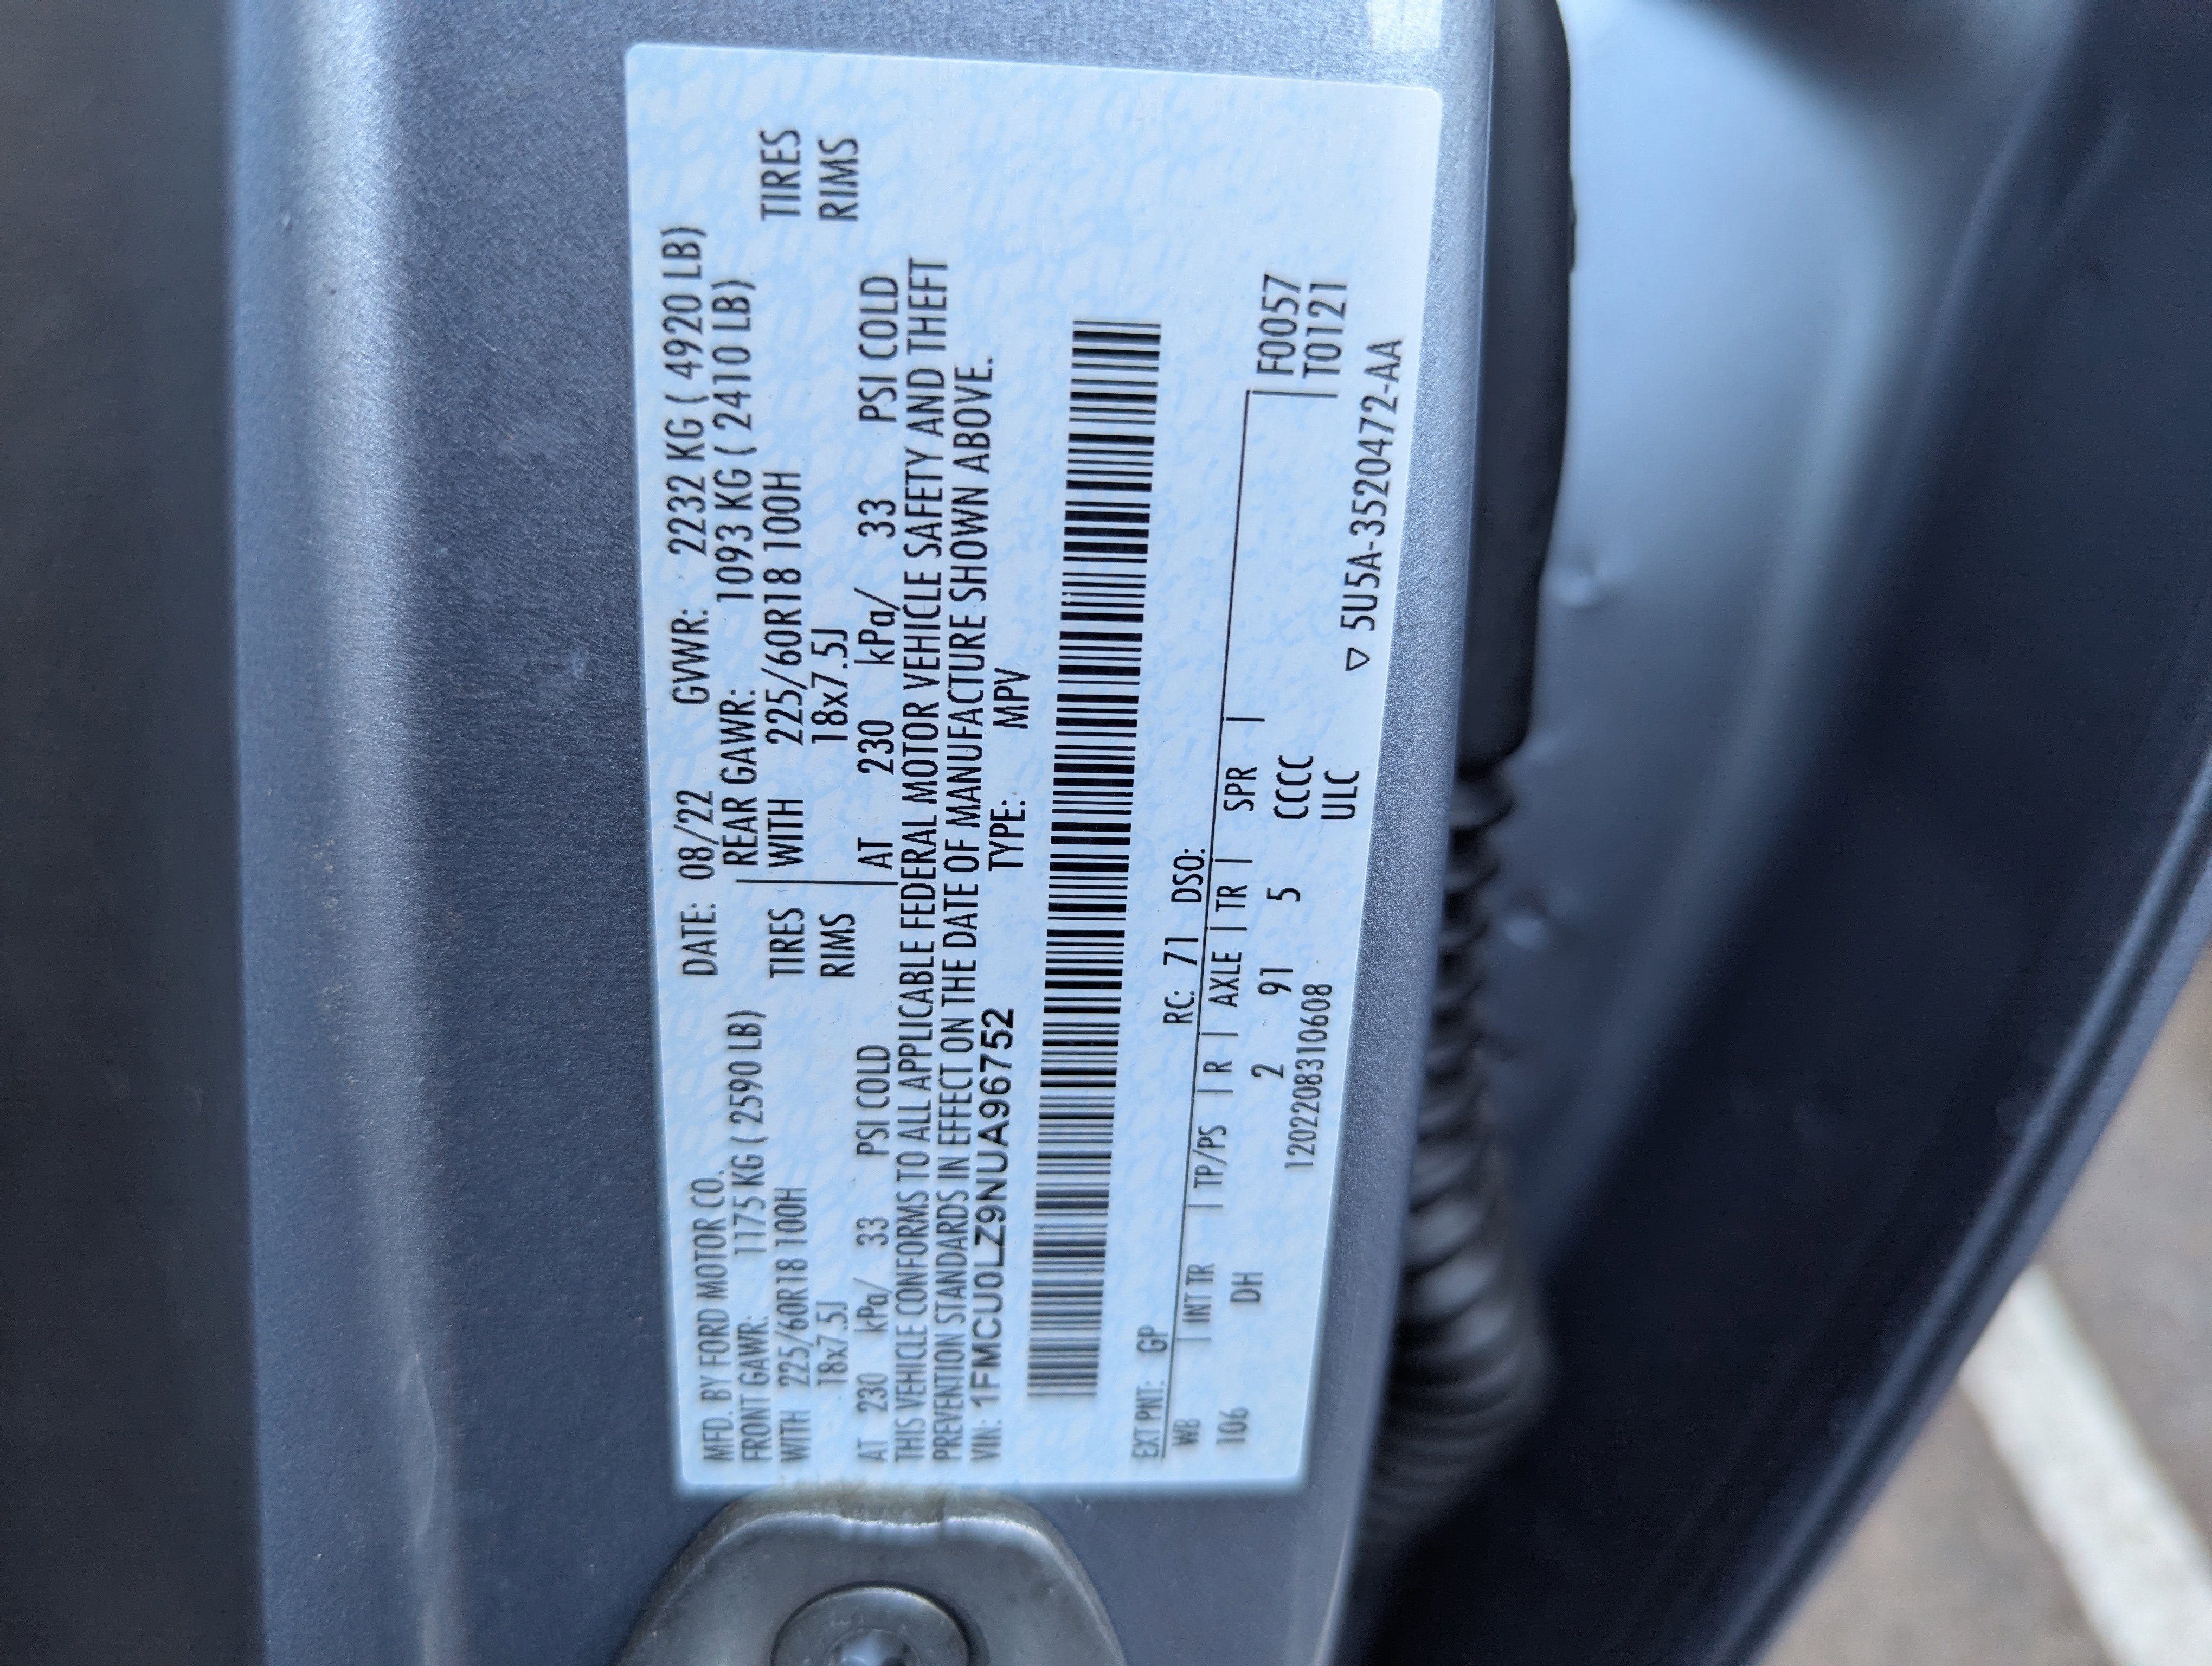 MFD. BY FORD MOTOR CO. DATE: 08/22 GVWR: 2232 KG ( 4920 LB)
FRONT GAWR: 1175 KG ( 2590 LB) REAR GAWR: 1093 KG ( 2410 LB)
WITH 225/60R18 100H TIRES WITH 225/60R18 100H TIRES
18x7.5J RIMS 18x7.5J RIMS
AT 230 kPa/ 33 PSI COLD AT 230 kPa/ 33 PSI COLD
THIS VEHICLE CONFORMS TO ALL APPLICABLE FEDERAL MOTOR VEHICLE SAFETY AND THEFT
PREVENTION STANDARDS IN EFFECT ON THE DATE OF MANUFACTURE SHOWN ABOVE.
VIN: 1FMCU0LZ9NUA96752 TYPE: MPV
EXT PNT: GP RC: 71 DSO:
WB | INT TR | TP/PS | R | AXLE | TR | SPR | F0057
106 DH 2 91 5 CCCC T0121
1202208310608 ULC
▽ 5U5A-3520472-AA